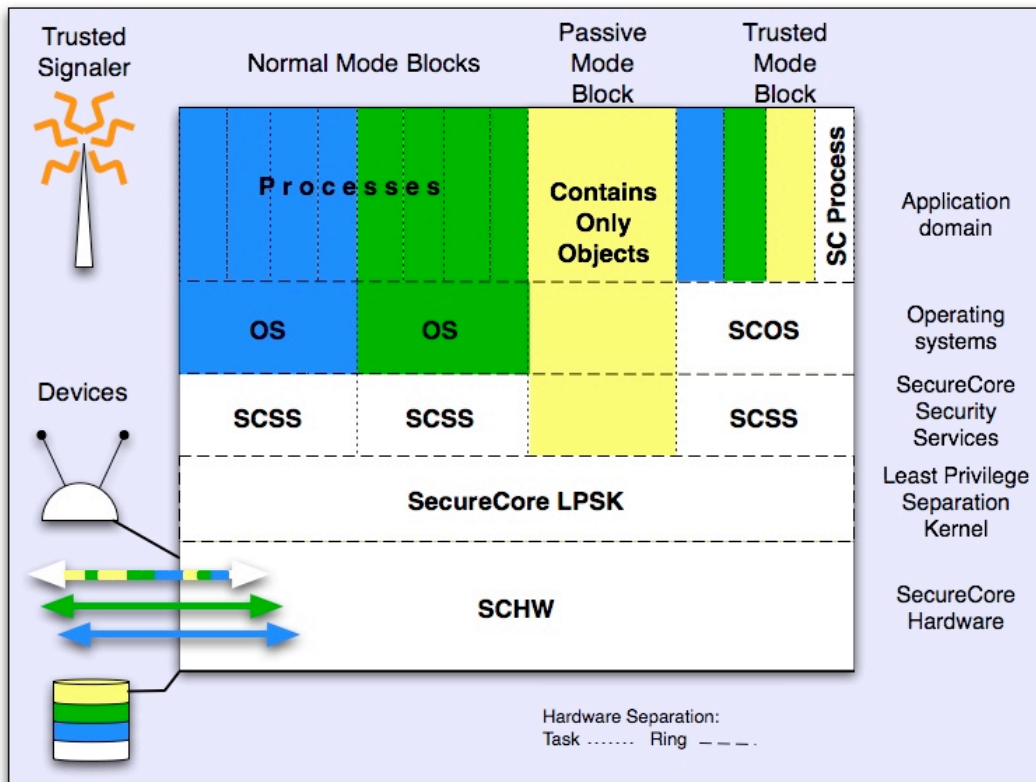 Trusted
Signaler
Normal Mode Blocks
Passive
Mode
Block
Trusted
Mode
Block
Processes
Contains
Only
Objects
SC Process
Application
domain
OS
OS
SCOS
Operating
systems
Devices
SCSS
SCSS
SCSS
SecureCore
Security
Services
SecureCore LPSK
Least Privilege
Separation
Kernel
SCHW
SecureCore
Hardware
Hardware Separation:
Task ....... Ring _ _ _ .